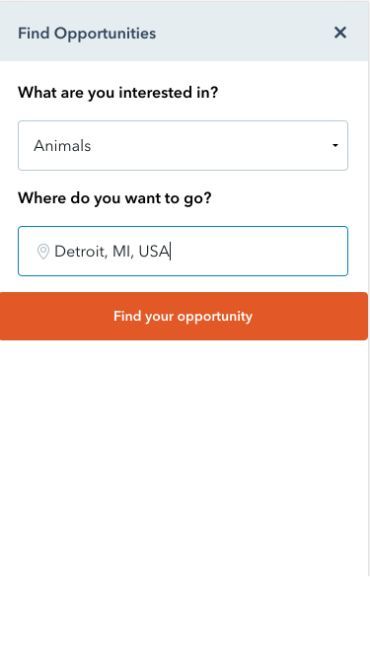 Find Opportunities ×
What are you interested in?
Animals
Where do you want to go?
Detroit, MI, USA
Find your opportunity